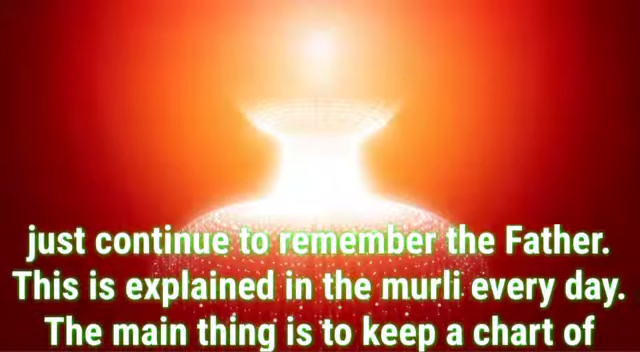 just continue to remember the Father.
This is explained in the murli every day.
The main thing is to keep a chart of